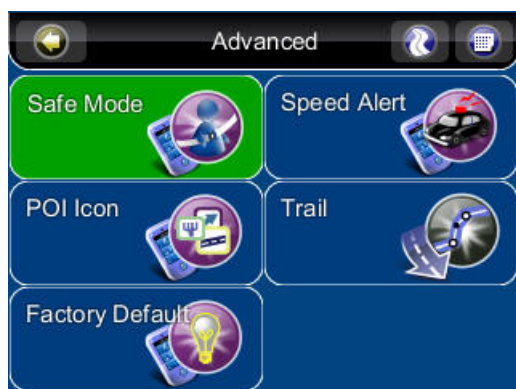 Advanced
Safe Mode
Speed Alert
POI Icon
Trail
Factory Default